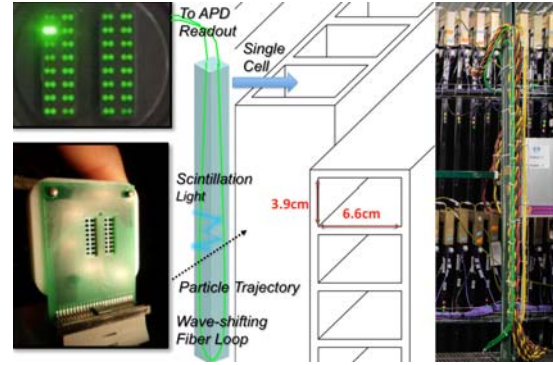 To APD
Readout
Single
Cell
Scintillation
Light
3.9cm
6.6cm
Particle Trajectory
Wave-shifting
Fiber Loop